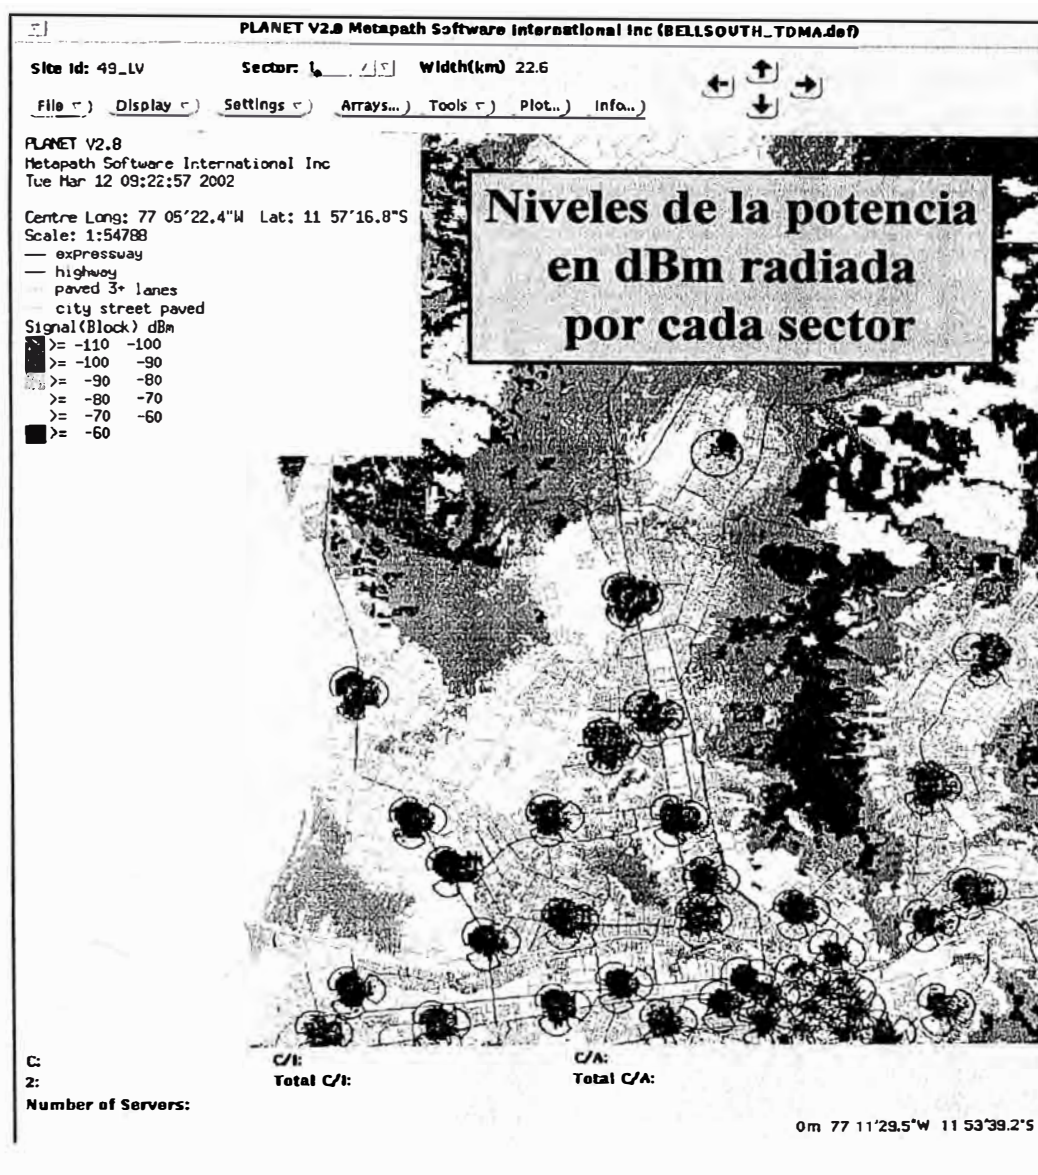 PLANET V2.8 Metapath Software International Inc (BELLSOUTH_TDMA.def)
Site Id: 49_LV Sector: 1 Width(km) 22.6
File Display Settings Arrays... Tools Plot.. Info..
PLANET V2.8
Metapath Software International Inc
Tue Mar 12 09:22:57 2002
Centre Long: 77 05'22.4"W Lat: 11 57'16.8"S
Scale: 1:54788
expressway
highway
paved 3+ lanes
city street paved
Signal(Block) dBm
>= -110 -100
>= -100 -90
>= -90 -80
>= -80 -70
>= -70 -60
>= -60
Niveles de la potencia
en dBm radiada
por cada sector
C: C/I: C/A:
2: Total C/I: Total C/A:
Number of Servers:
0m 77 11'29.5"W 11 53'39.2"S